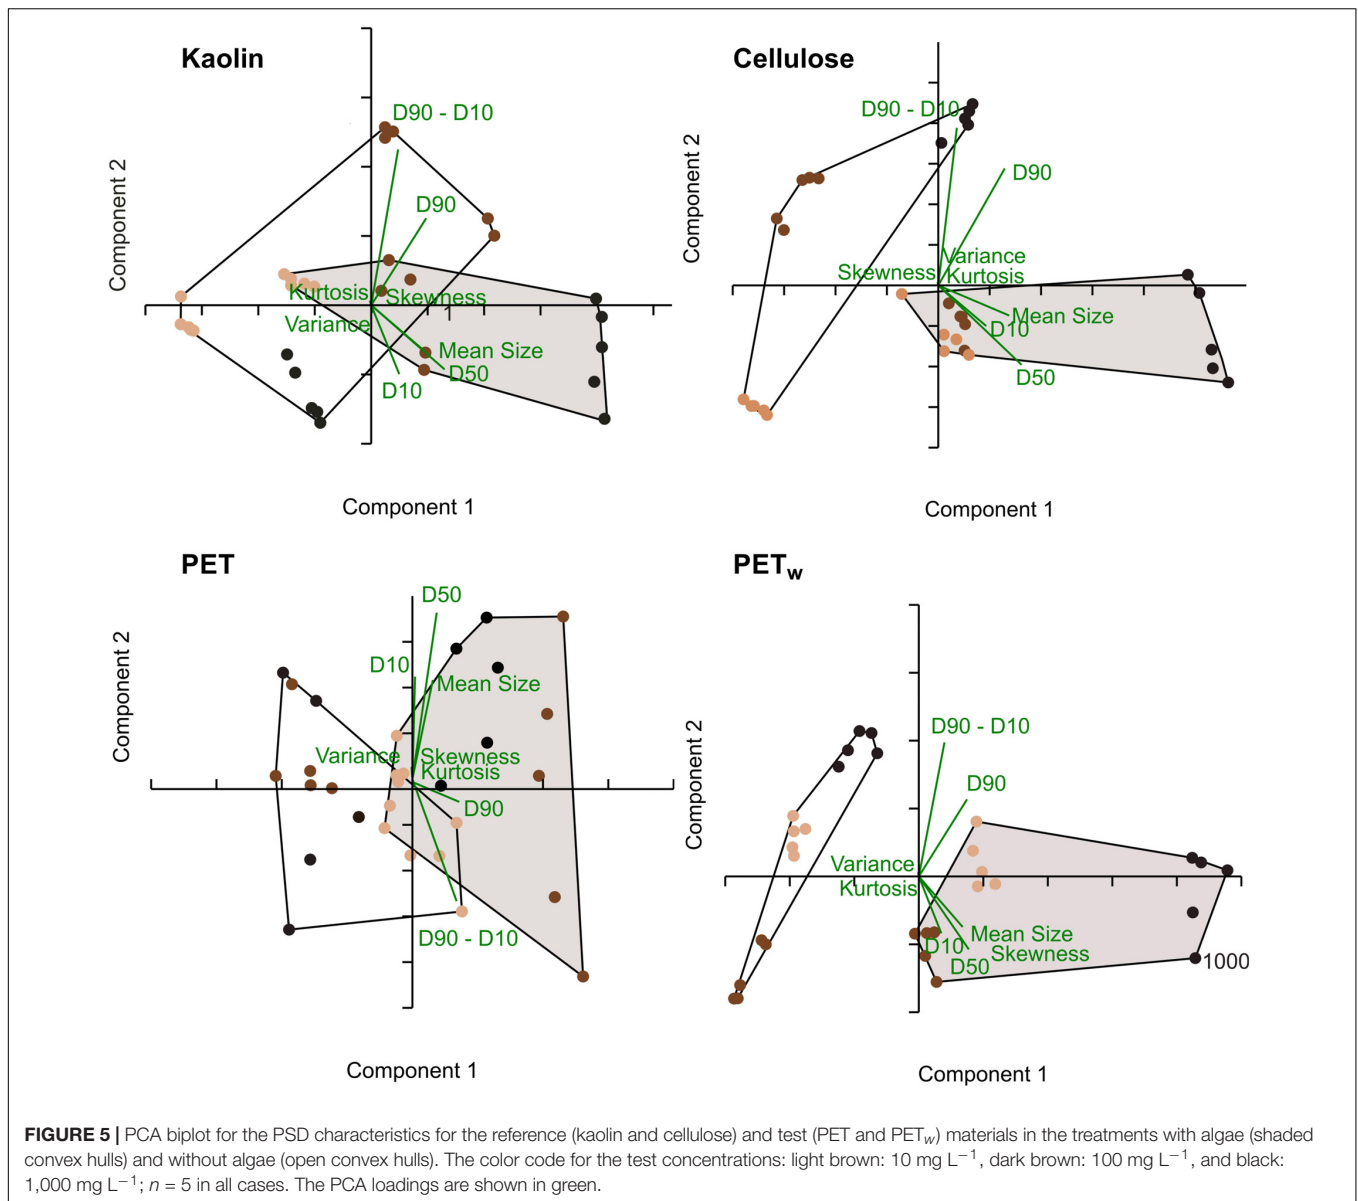 Kaolin
Component 2
D90 - D10
D90
Kurtosis
Skewness
Variance
Mean Size
D50
D10
Component 1
Cellulose
Component 2
D90 - D10
D90
Variance
Skewness
Kurtosis
Mean Size
D10
D50
Component 1
PET
Component 2
D50
D10
Mean Size
Variance
Skewness
Kurtosis
D90
D90 - D10
Component 1
PETw
Component 2
D90 - D10
D90
Variance
Kurtosis
Mean Size
D10
Skewness
D50
1000
Component 1
FIGURE 5 | PCA biplot for the PSD characteristics for the reference (kaolin and cellulose) and test (PET and PETw) materials in the treatments with algae (shaded
convex hulls) and without algae (open convex hulls). The color code for the test concentrations: light brown: 10 mg L−1, dark brown: 100 mg L−1, and black:
1,000 mg L−1; n = 5 in all cases. The PCA loadings are shown in green.